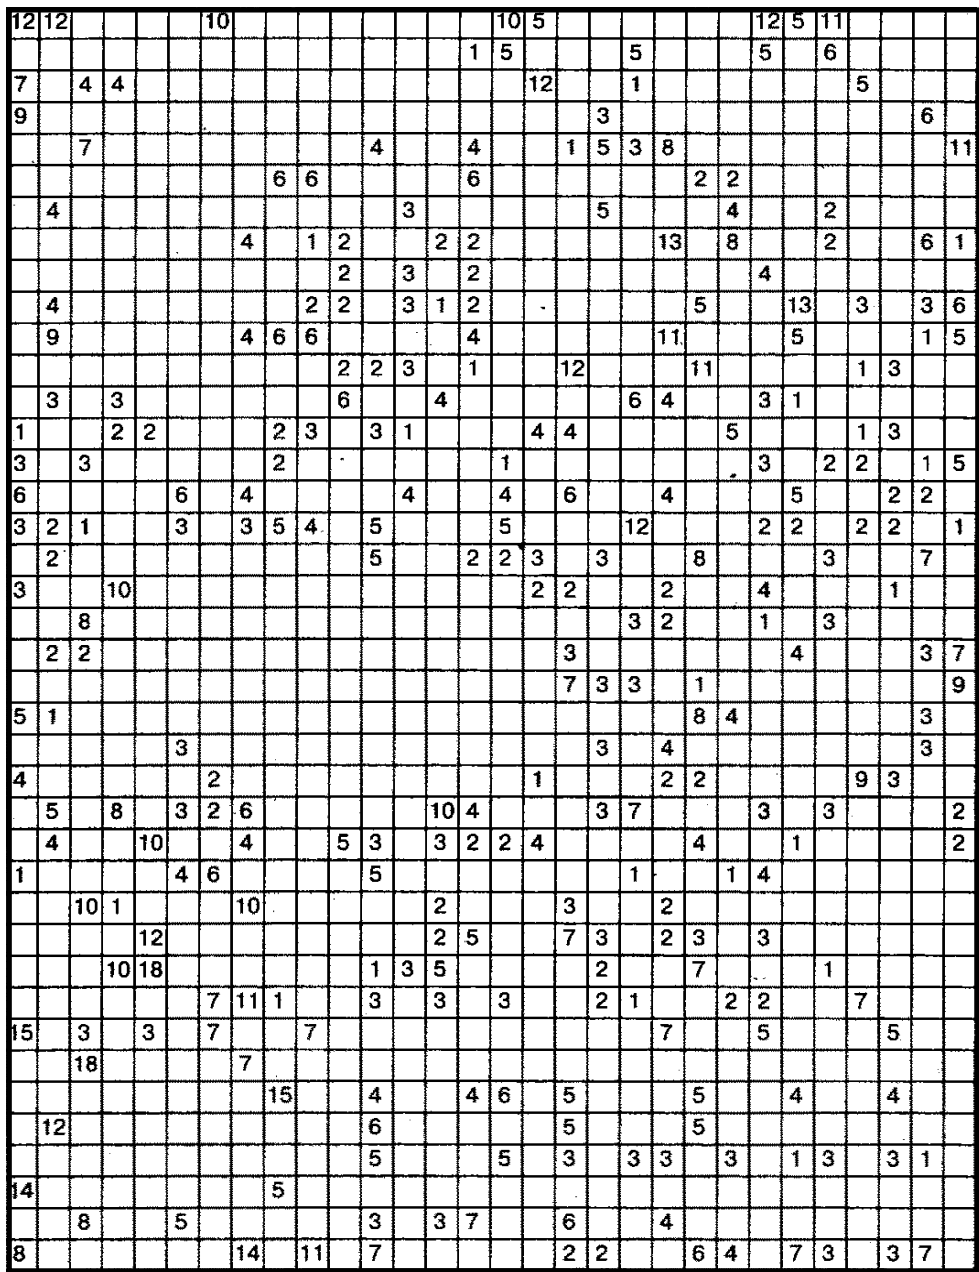 12 12 10 10 5 12 5 11
1 5 5 5 6
7 4 4 12 1 5
9 3 6
7 4 4 1 5 3 8 11
6 6 6 2 2
4 3 5 4 2
4 1 2 2 2 13 8 2 6 1
2 3 2 4
4 2 2 3 1 2 5 13 3 3 6
9 4 6 6 4 11 5 1 5
2 2 3 1 12 11 1 3
3 3 6 4 6 4 3 1
1 2 2 2 3 3 1 4 4 5 1 3
3 3 2 1 3 2 2 1 5
6 6 4 4 4 6 4 5 2 2
3 2 1 3 3 5 4 5 5 12 2 2 2 2 1
2 5 2 2 3 3 8 3 7
3 10 2 2 2 4 1
8 3 2 1 3
2 2 3 4 3 7
7 3 3 1 9
5 1 8 4 3
3 3 4 3
4 2 1 2 2 9 3
5 8 3 2 6 10 4 3 7 3 3 2
4 10 4 5 3 3 2 2 4 4 1 2
1 4 6 5 1 1 4
10 1 10 2 3 2
12 2 5 7 3 2 3 3
10 18 1 3 5 2 7 1
7 11 1 3 3 3 2 1 2 2 7
15 3 3 7 7 7 5 5
18 7
15 4 4 6 5 5 4 4
12 6 5 5
5 5 3 3 3 3 1 3 3 1
14 5
8 5 3 3 7 6 4
8 14 11 7 2 2 6 4 7 3 3 7